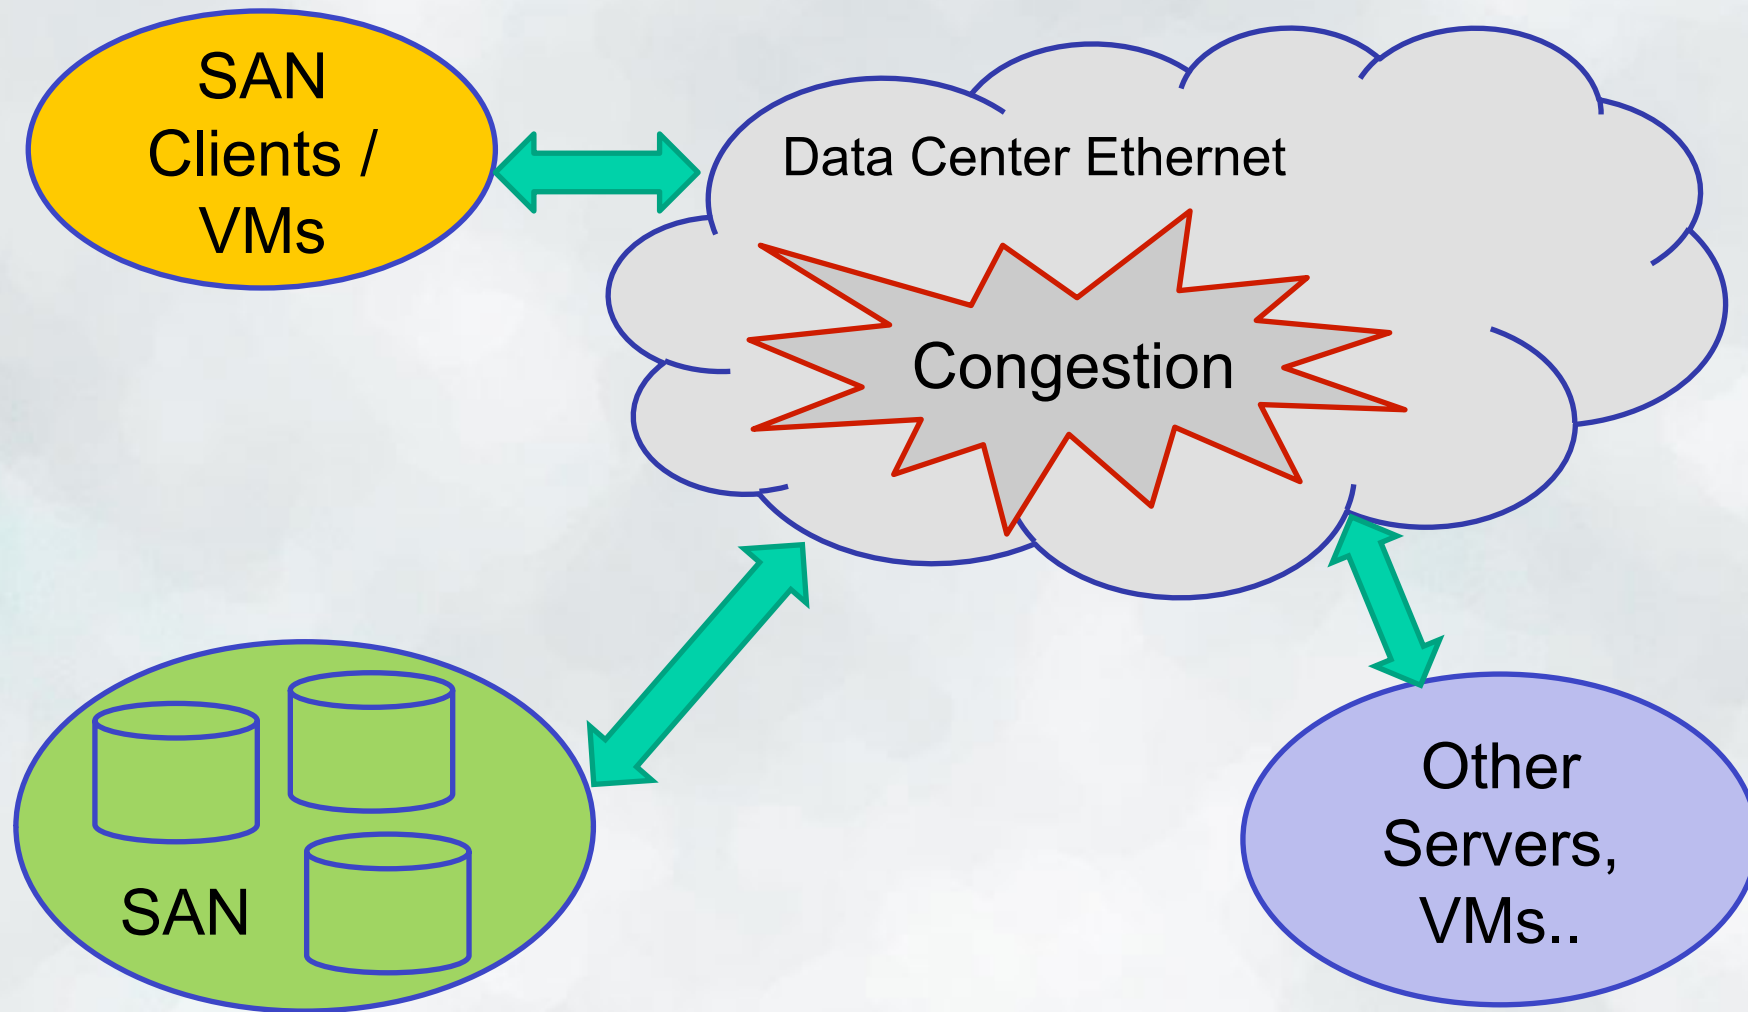 SAN
Clients /
VMs
Data Center Ethernet
Congestion
SAN
Other
Servers,
VMs..